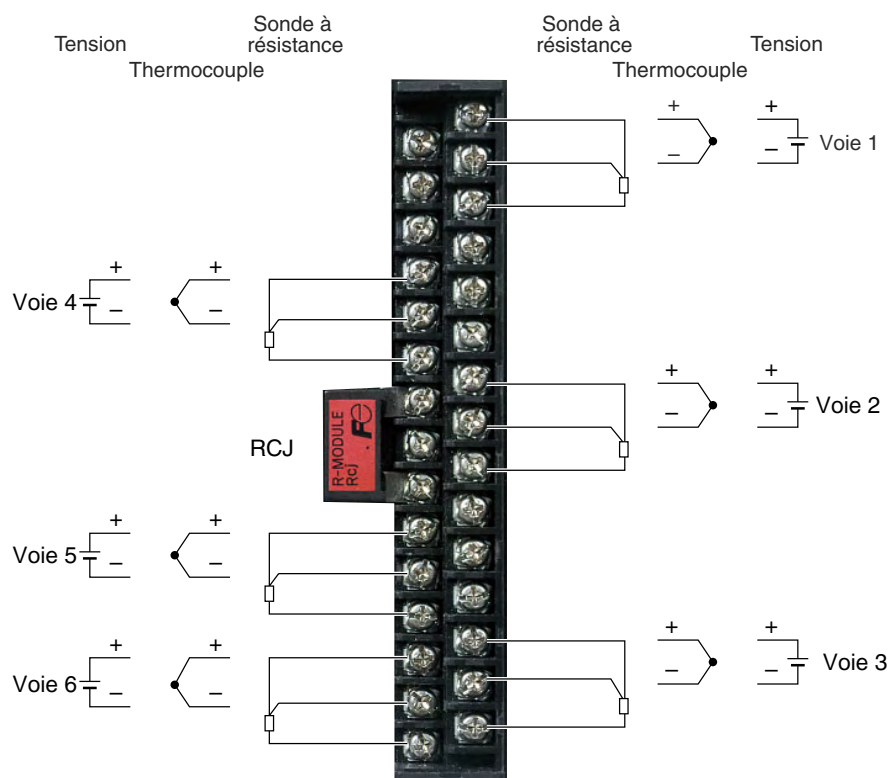 Tension
Thermocouple
Sonde à
résistance
Sonde à
résistance
Thermocouple
Tension
+
−
+
−
Voie 1
Voie 4
+
−
+
−
+
−
+
−
Voie 2
RCJ
R-MODULE
Rcj
Fe
Voie 5
+
−
+
−
+
−
+
−
Voie 3
Voie 6
+
−
+
−